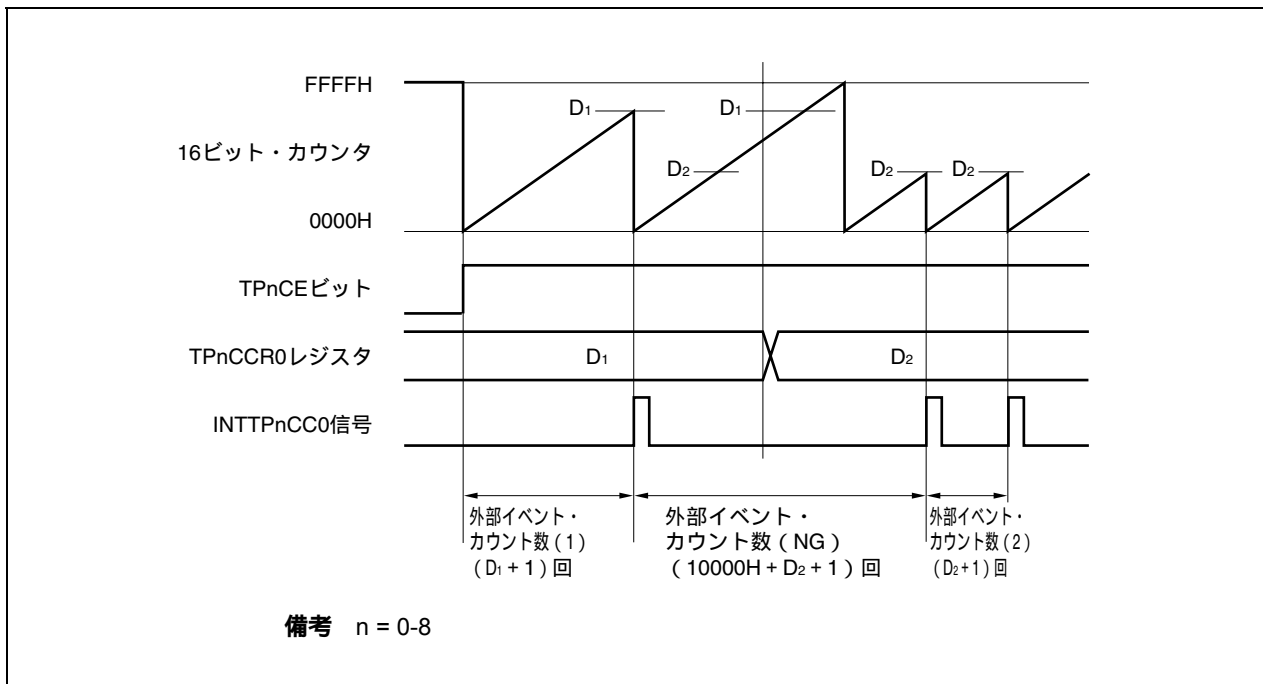 FFFFH
16ビット・カウンタ
0000H
D1
D2
D1
D2
D2
TPnCEビット
TPnCCR0レジスタ
D1
D2
INTTPnCC0信号
外部イベント・
カウント数（1）
（D1＋1）回
外部イベント・
カウント数（NG）
（10000H＋D2＋1）回
外部イベント・
カウント数（2）
（D2+1）回
備考 n = 0-8